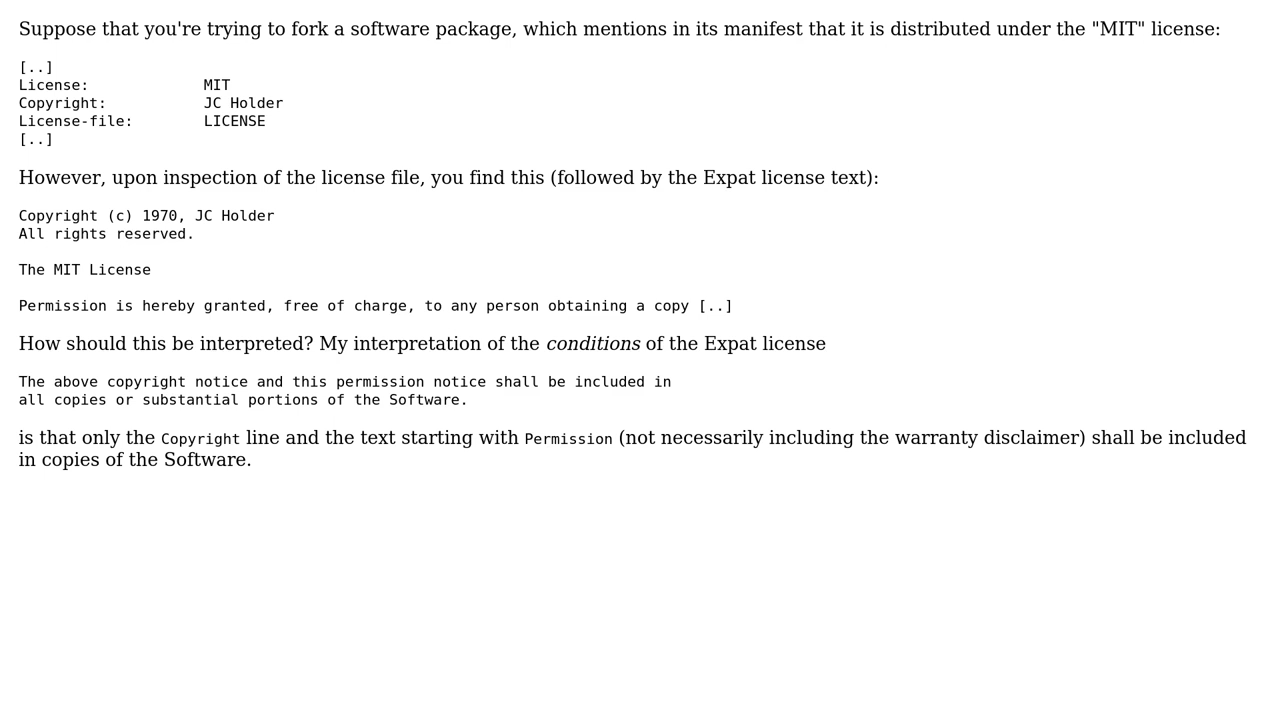 Suppose that you're trying to fork a software package, which mentions in its manifest that it is distributed under the "MIT" license:
[..]
License:             MIT
Copyright:           JC Holder
License-file:        LICENSE
[..]
However, upon inspection of the license file, you find this (followed by the Expat license text):
Copyright (c) 1970, JC Holder
All rights reserved.
The MIT License
Permission is hereby granted, free of charge, to any person obtaining a copy [..]
How should this be interpreted? My interpretation of the conditions of the Expat license
The above copyright notice and this permission notice shall be included in
all copies or substantial portions of the Software.
is that only the Copyright line and the text starting with Permission (not necessarily including the warranty disclaimer) shall be included
in copies of the Software.